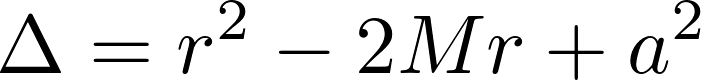 Δ = r² − 2Mr + a²